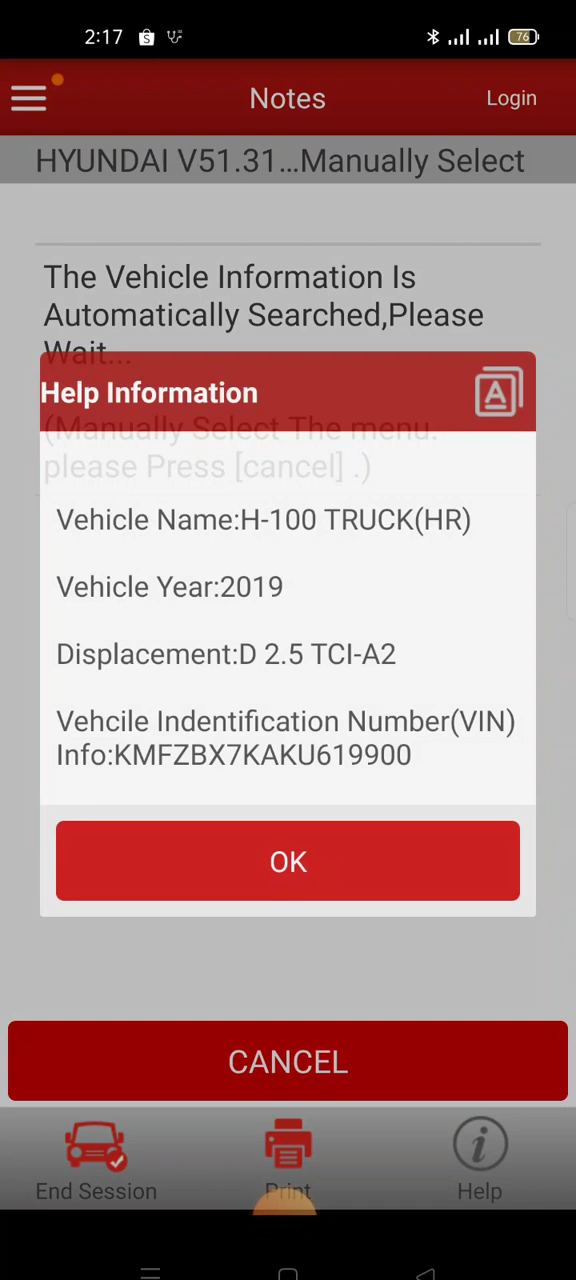 2:17
76
Notes
Login
HYUNDAI V51.31...Manually Select
The Vehicle Information Is
Automatically Searched,Please
Wait...
Help Information
(Manually Select The menu.
please Press [cancel] .)
Vehicle Name:H-100 TRUCK(HR)
Vehicle Year:2019
Displacement:D 2.5 TCI-A2
Vehcile Indentification Number(VIN)
Info:KMFZBX7KAKU619900
OK
CANCEL
End Session
Print
Help